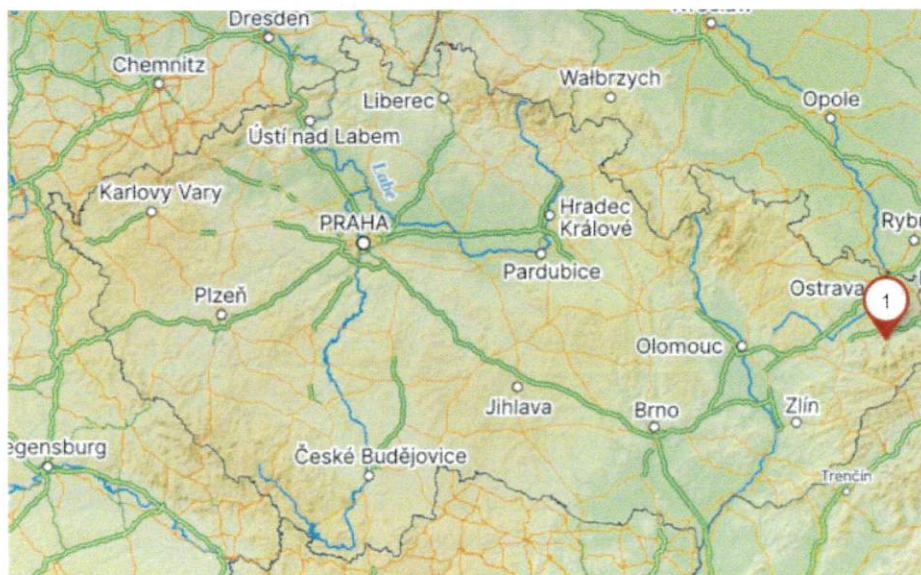 Dresden
Chemnitz
Liberec
Wałbrzych
Opole
Ústí nad Labem
Labe
Karlovy Vary
PRAHA
Hradec
Králové
Pardubice
Rybn
Plzeň
Ostrava
1
Olomouc
Jihlava
Brno
Zlín
egensburg
České Budějovice
Trenčín